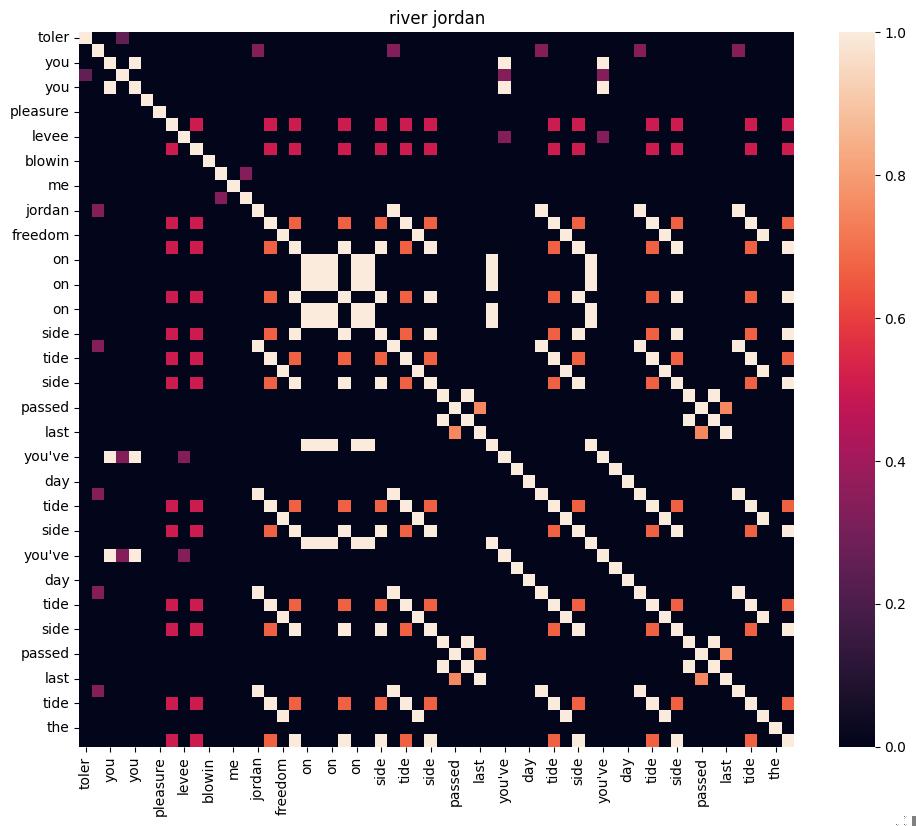 river jordan
toler
you
you
pleasure
levee
blowin
me
jordan
freedom
on
on
on
side
tide
side
passed
last
you've
day
tide
side
you've
day
tide
side
passed
last
tide
the
1.0
0.8
0.6
0.4
0.2
0.0
toler
you
you
pleasure
levee
blowin
me
jordan
freedom
on
on
on
side
tide
side
passed
last
you've
day
tide
side
you've
day
tide
side
passed
last
tide
the